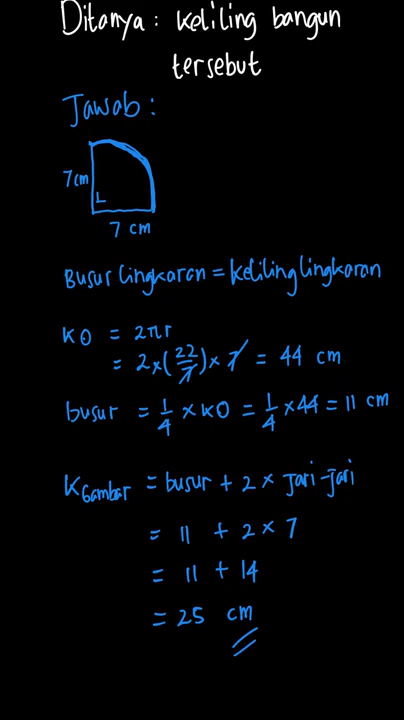 Ditanya : keliling bangun
tersebut
Jawab :
7cm
7 cm
Busur lingkaran = keliling lingkaran
KO = 2πr
= 2 × (22/7) × 7 = 44 cm
busur = 1/4 × KO = 1/4 × 44 = 11 cm
K Gambar = busur + 2 × Jari-Jari
= 11 + 2 × 7
= 11 + 14
= 25 cm